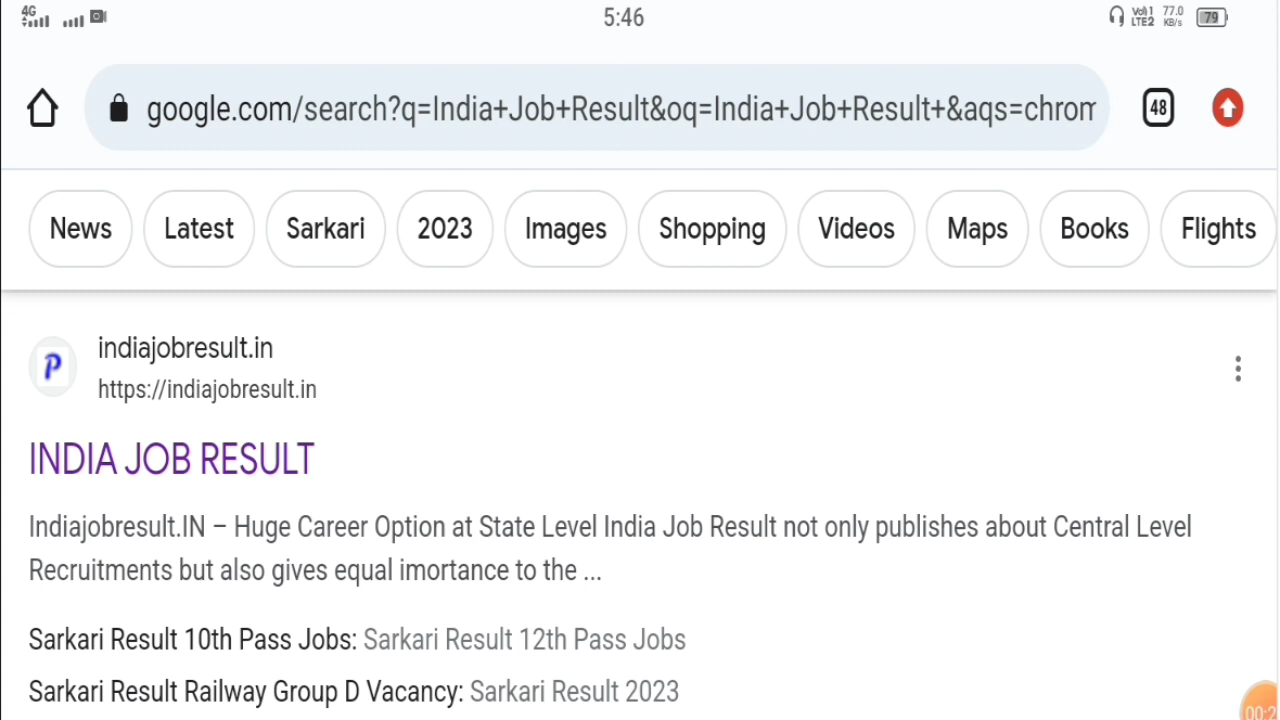 4G 5:46 Vo)) 1 LTE2 77.0 KB/s 79
google.com/search?q=India+Job+Result&oq=India+Job+Result+&aqs=chrom 48
News Latest Sarkari 2023 Images Shopping Videos Maps Books Flights
indiajobresult.in
https://indiajobresult.in
INDIA JOB RESULT
Indiajobresult.IN – Huge Career Option at State Level India Job Result not only publishes about Central Level
Recruitments but also gives equal imortance to the ...
Sarkari Result 10th Pass Jobs: Sarkari Result 12th Pass Jobs
Sarkari Result Railway Group D Vacancy: Sarkari Result 2023